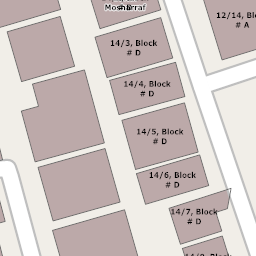 Mosharraf
12/14, Block
# A
14/3, Block
# D
14/4, Block
# D
14/5, Block
# D
14/6, Block
# D
14/7, Block
# D